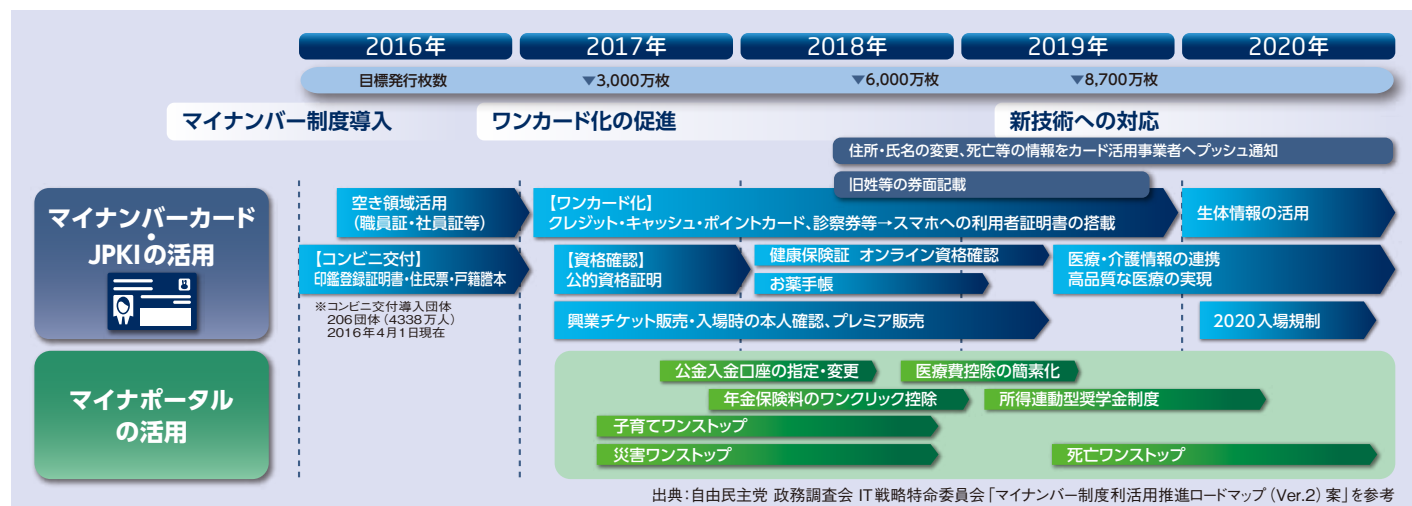 2016年
2017年
2018年
2019年
2020年
目標発行枚数
▼3,000万枚
▼6,000万枚
▼8,700万枚
マイナンバー制度導入
ワンカード化の促進
新技術への対応
住所・氏名の変更、死亡等の情報をカード活用事業者へプッシュ通知
旧姓等の券面記載
マイナンバーカード
・
JPKIの活用
空き領域活用
(職員証・社員証等)
【ワンカード化】
クレジット・キャッシュ・ポイントカード、診察券等→スマホへの利用者証明書の搭載
生体情報の活用
【コンビニ交付】
印鑑登録証明書・住民票・戸籍謄本
【資格確認】
公的資格証明
健康保険証 オンライン資格確認
お薬手帳
医療・介護情報の連携
高品質な医療の実現
※コンビニ交付導入団体
206団体(4338万人)
2016年4月1日現在
興業チケット販売・入場時の本人確認、プレミア販売
2020入場規制
マイナポータル
の活用
公金入金口座の指定・変更
医療費控除の簡素化
年金保険料のワンクリック控除
所得連動型奨学金制度
子育てワンストップ
災害ワンストップ
死亡ワンストップ
出典:自由民主党 政務調査会 IT戦略特命委員会「マイナンバー制度利活用推進ロードマップ(Ver.2)案」を参考